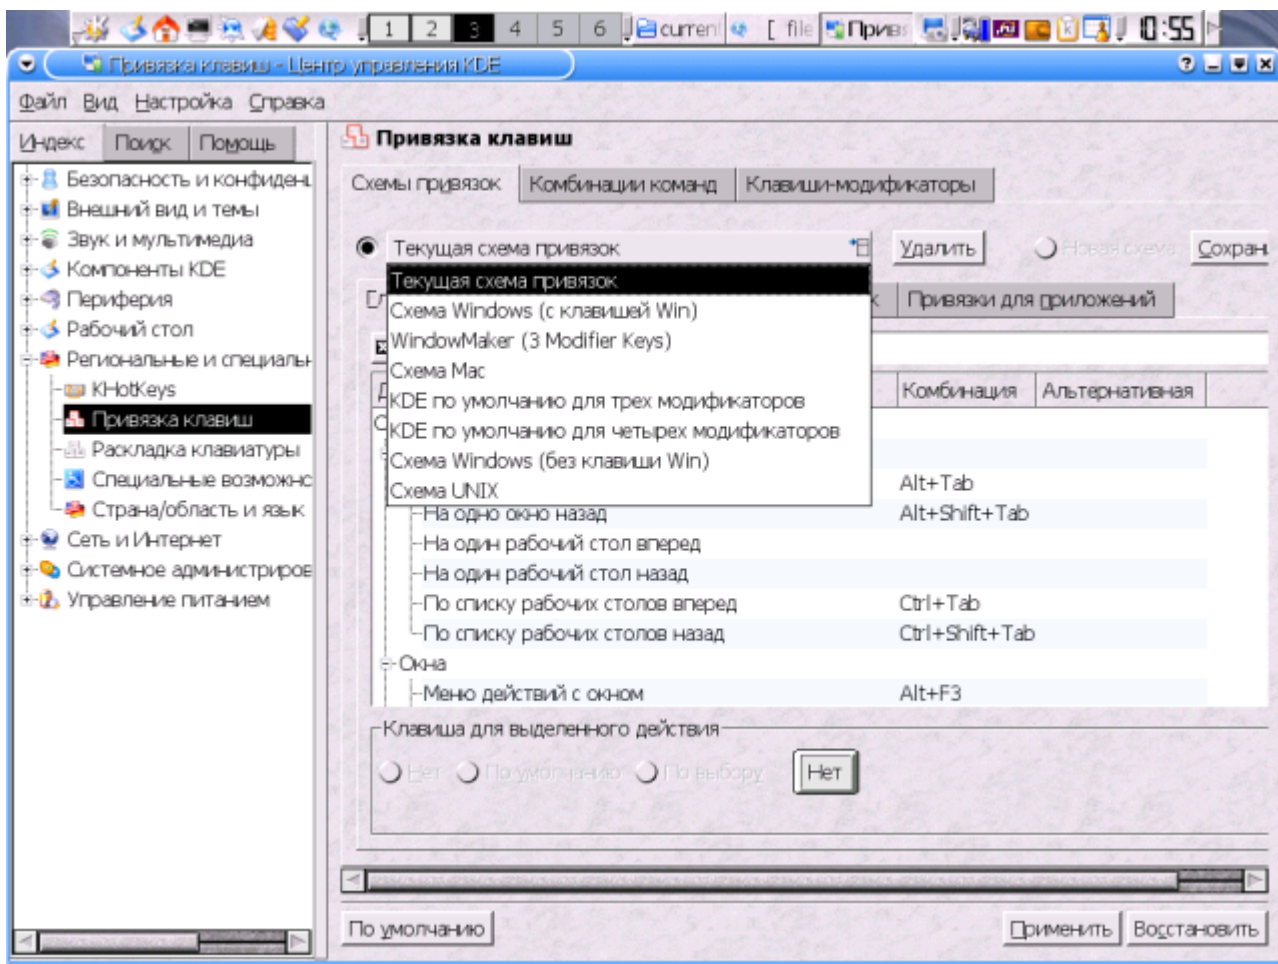 1 2 3 4 5 6 current [ file Привя 10:55
Привязка клавиш - Центр управления KDE
Файл Вид Настройка Справка
Индекс Поиск Помощь
Безопасность и конфиденц
Внешний вид и темы
Звук и мультимедиа
Компоненты KDE
Периферия
Рабочий стол
Региональные и специальн
KHotKeys
Привязка клавиш
Раскладка клавиатуры
Специальные возможнос
Страна/область и язык
Сеть и Интернет
Системное администриров
Управление питанием
Привязка клавиш
Схемы привязок Комбинации команд Клавиши-модификаторы
Текущая схема привязок Удалить Новая схема Сохран
Текущая схема привязок
Схема Windows (с клавишей Win)
WindowMaker (3 Modifier Keys)
Схема Mac
KDE по умолчанию для трех модификаторов
KDE по умолчанию для четырех модификаторов
Схема Windows (без клавиши Win)
Схема UNIX
Привязки для приложений
Комбинация Альтернативная
Alt+Tab
На одно окно назад Alt+Shift+Tab
На один рабочий стол вперед
На один рабочий стол назад
По списку рабочих столов вперед Ctrl+Tab
По списку рабочих столов назад Ctrl+Shift+Tab
Окна
Меню действий с окном Alt+F3
Клавиша для выделенного действия
Нет По умолчанию По выбору Нет
По умолчанию Применить Восстановить